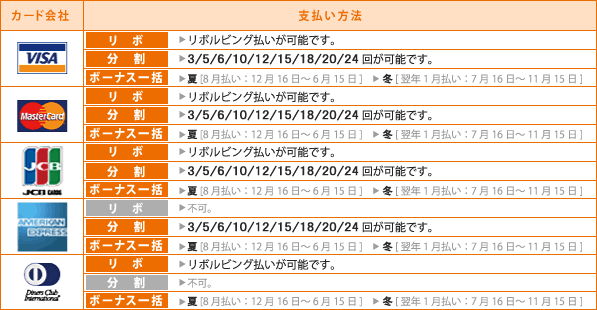 カード会社 支払い方法
VISA
リボ ▶リボルビング払いが可能です。
分割 ▶3/5/6/10/12/15/18/20/24 回が可能です。
ボーナス一括 ▶夏 [8月払い：12月16日～6月15日] ▶冬 [翌年1月払い：7月16日～11月15日]
MasterCard
リボ ▶リボルビング払いが可能です。
分割 ▶3/5/6/10/12/15/18/20/24 回が可能です。
ボーナス一括 ▶夏 [8月払い：12月16日～6月15日] ▶冬 [翌年1月払い：7月16日～11月15日]
JCB
JCB CARD
リボ ▶リボルビング払いが可能です。
分割 ▶3/5/6/10/12/15/18/20/24 回が可能です。
ボーナス一括 ▶夏 [8月払い：12月16日～6月15日] ▶冬 [翌年1月払い：7月16日～11月15日]
AMERICAN
EXPRESS
リボ ▶不可。
分割 ▶3/5/6/10/12/15/18/20/24 回が可能です。
ボーナス一括 ▶夏 [8月払い：12月16日～6月15日] ▶冬 [翌年1月払い：7月16日～11月15日]
Diners Club
International
リボ ▶リボルビング払いが可能です。
分割 ▶不可。
ボーナス一括 ▶夏 [8月払い：12月16日～6月15日] ▶冬 [翌年1月払い：7月16日～11月15日]